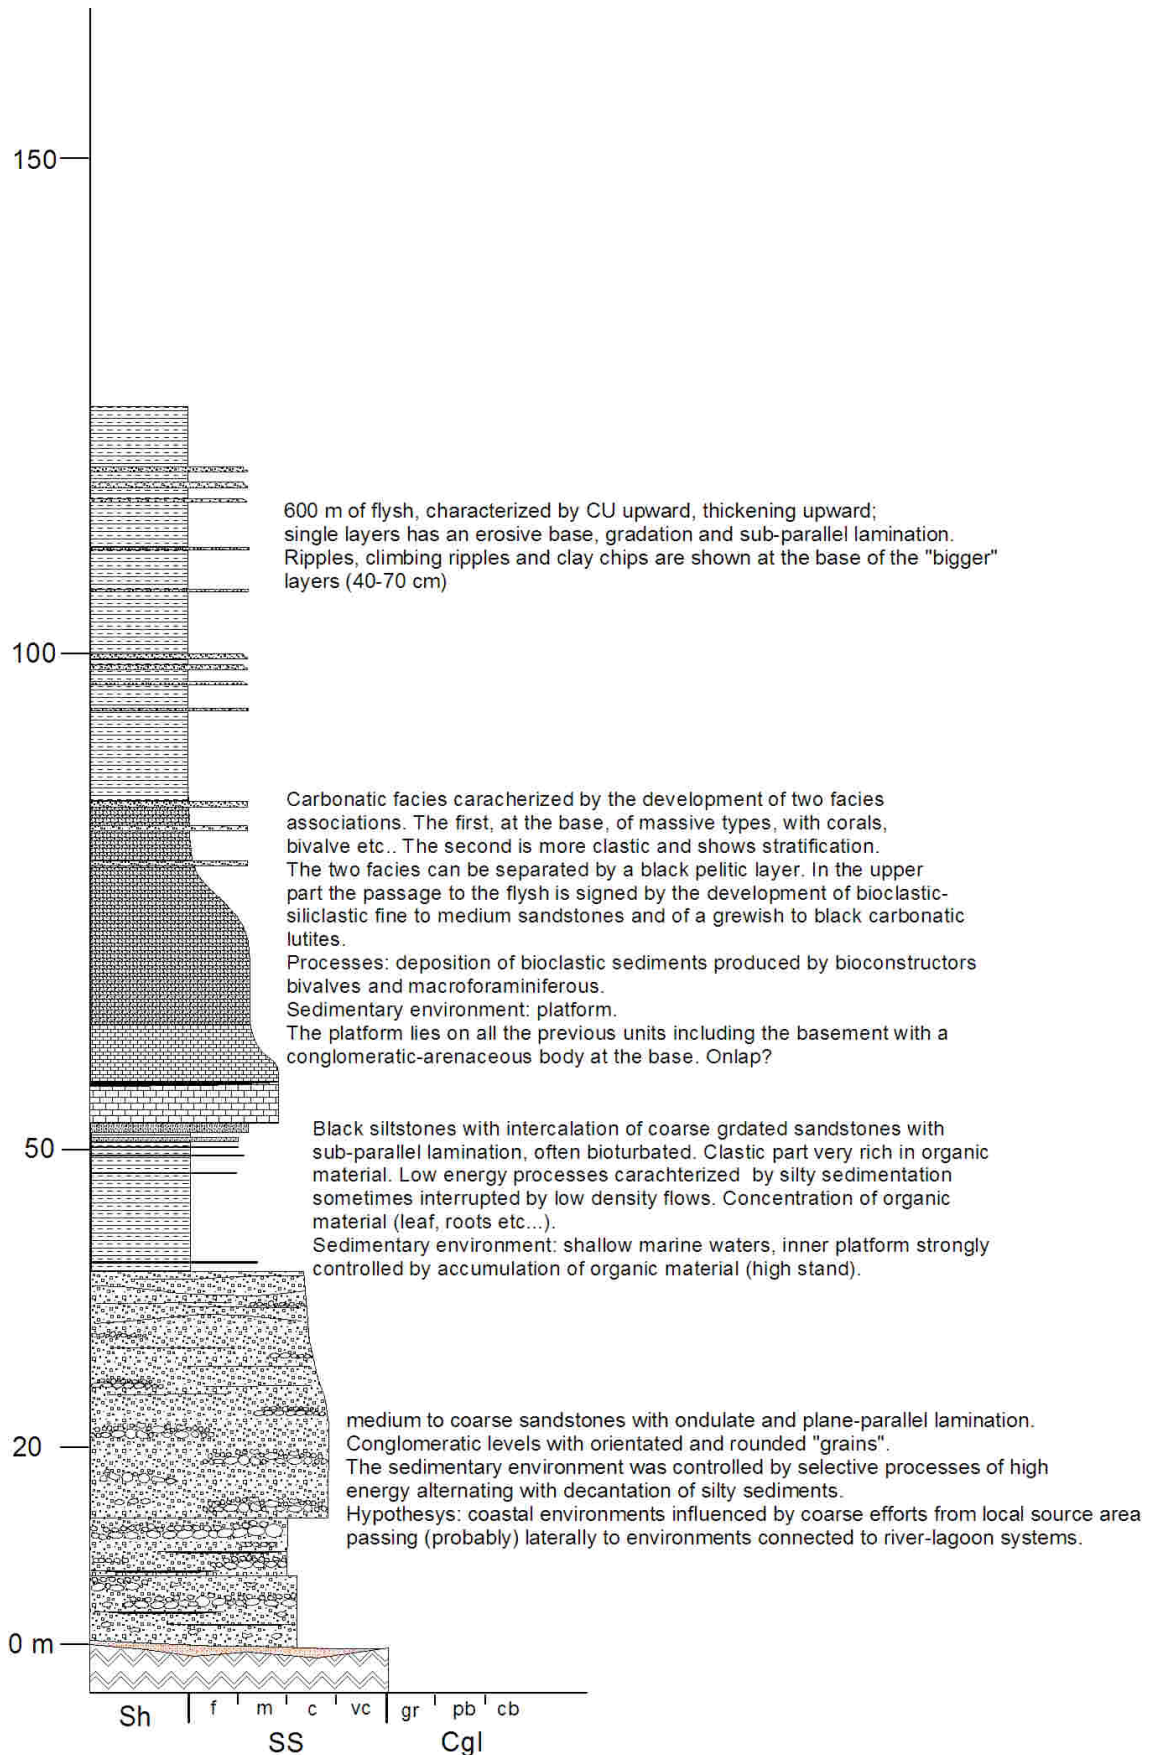 150
600 m of flysh, characterized by CU upward, thickening upward;
single layers has an erosive base, gradation and sub-parallel lamination.
Ripples, climbing ripples and clay chips are shown at the base of the "bigger"
layers (40-70 cm)
100
Carbonatic facies caracherized by the development of two facies
associations. The first, at the base, of massive types, with corals,
bivalve etc.. The second is more clastic and shows stratification.
The two facies can be separated by a black pelitic layer. In the upper
part the passage to the flysh is signed by the development of bioclastic-
siliclastic fine to medium sandstones and of a grewish to black carbonatic
lutites.
Processes: deposition of bioclastic sediments produced by bioconstructors
bivalves and macroforaminiferous.
Sedimentary environment: platform.
The platform lies on all the previous units including the basement with a
conglomeratic-arenaceous body at the base. Onlap?
50
Black siltstones with intercalation of coarse grdated sandstones with
sub-parallel lamination, often bioturbated. Clastic part very rich in organic
material. Low energy processes carachterized by silty sedimentation
sometimes interrupted by low density flows. Concentration of organic
material (leaf, roots etc...).
Sedimentary environment: shallow marine waters, inner platform strongly
controlled by accumulation of organic material (high stand).
20
medium to coarse sandstones with ondulate and plane-parallel lamination.
Conglomeratic levels with orientated and rounded "grains".
The sedimentary environment was controlled by selective processes of high
energy alternating with decantation of silty sediments.
Hypothesys: coastal environments influenced by coarse efforts from local source area
passing (probably) laterally to environments connected to river-lagoon systems.
0 m
Sh f m c vc gr pb cb
SS Cgl